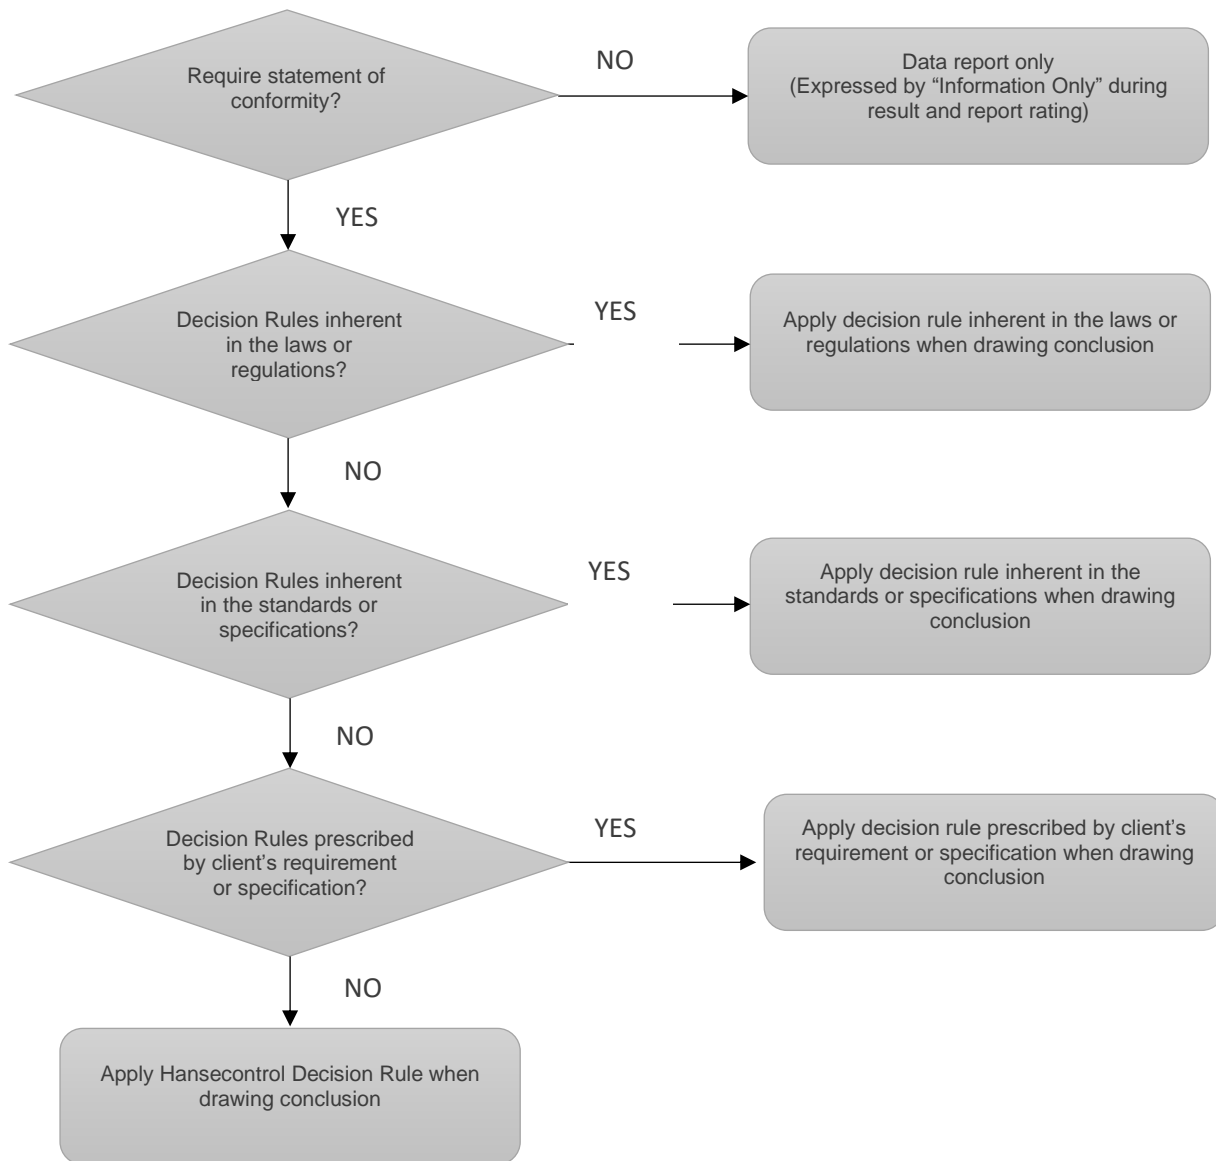 Require statement of
conformity?
NO
Data report only
(Expressed by “Information Only” during
result and report rating)
YES
Decision Rules inherent
in the laws or
regulations?
YES
Apply decision rule inherent in the laws or
regulations when drawing conclusion
NO
Decision Rules inherent
in the standards or
specifications?
YES
Apply decision rule inherent in the
standards or specifications when drawing
conclusion
NO
Decision Rules prescribed
by client’s requirement
or specification?
YES
Apply decision rule prescribed by client’s
requirement or specification when drawing
conclusion
NO
Apply Hansecontrol Decision Rule when
drawing conclusion